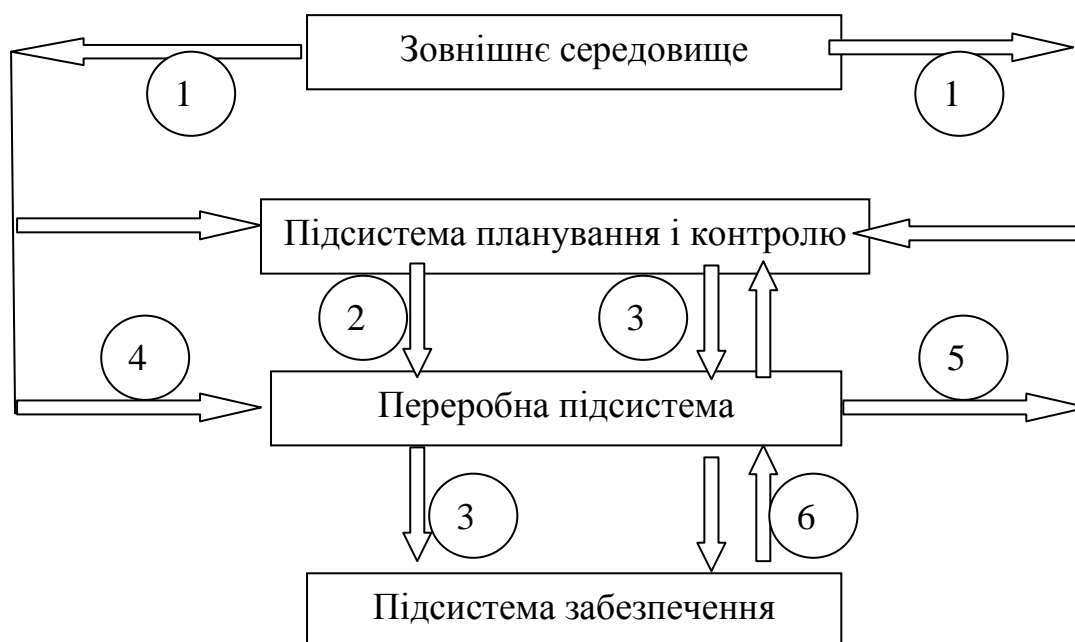 Зовнішнє середовище
1
1
Підсистема планування і контролю
2
3
4
5
Переробна підсистема
3
6
Підсистема забезпечення